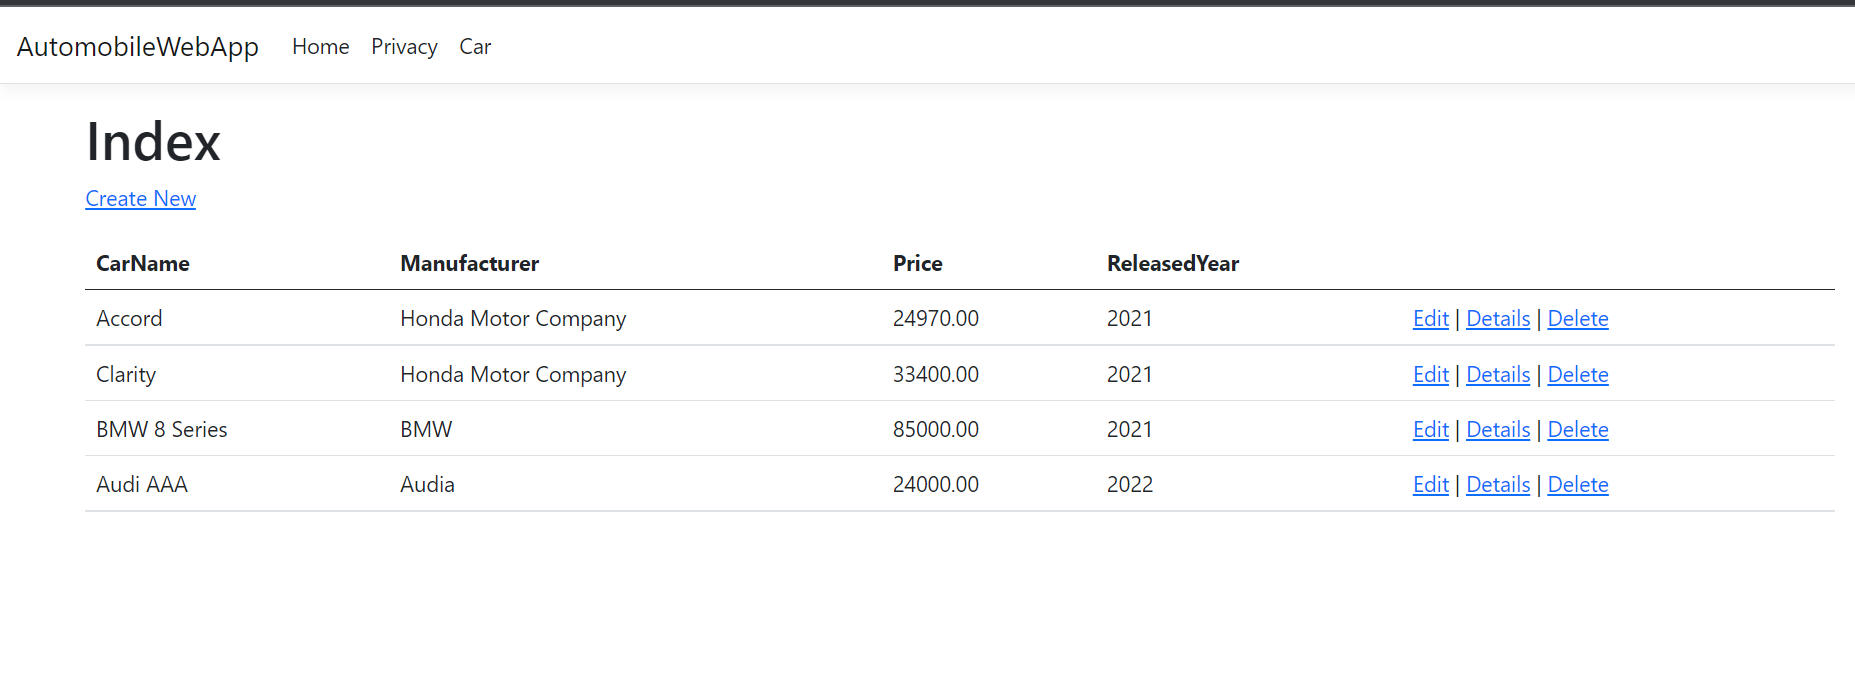 AutomobileWebApp Home Privacy Car
Index
Create New
CarName Manufacturer Price ReleasedYear
Accord Honda Motor Company 24970.00 2021 Edit | Details | Delete
Clarity Honda Motor Company 33400.00 2021 Edit | Details | Delete
BMW 8 Series BMW 85000.00 2021 Edit | Details | Delete
Audi AAA Audia 24000.00 2022 Edit | Details | Delete